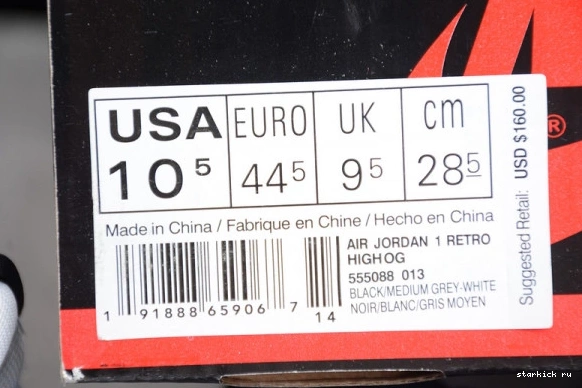 USA EURO UK cm
10⁵ 44⁵ 9⁵ 28⁵
Made in China / Fabrique en Chine / Hecho en China
AIR JORDAN 1 RETRO
HIGH OG
555088 013
BLACK/MEDIUM GREY-WHITE
NOIR/BLANC/GRIS MOYEN
1 91888 65906 7 14
Suggested Retail: USD $160.00
®
starkick ru